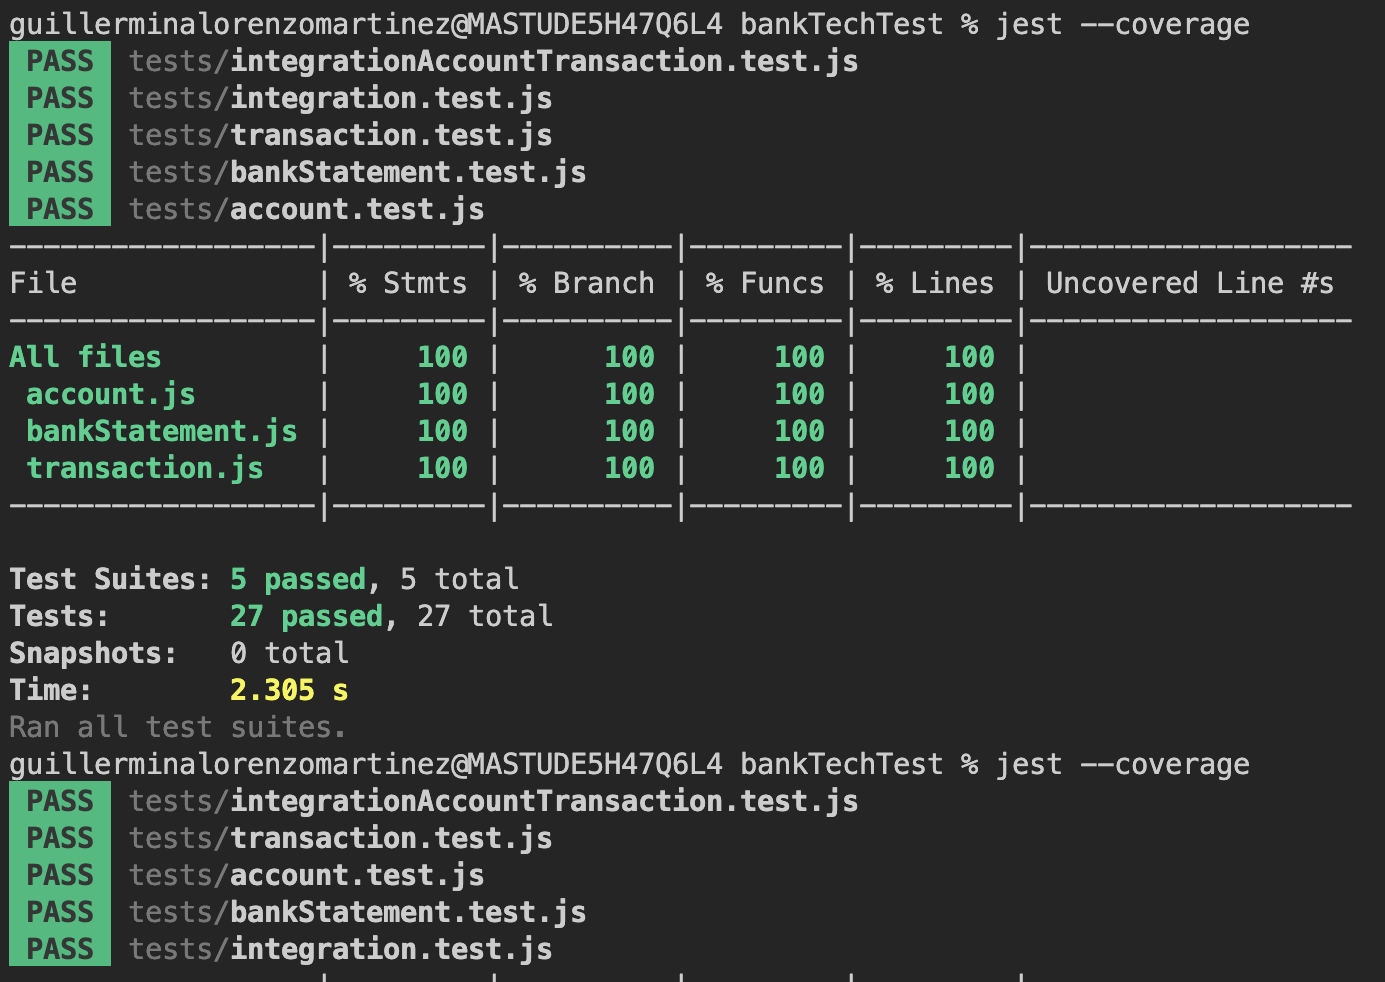 guillerminalorenzomartinez@MASTUDE5H47Q6L4 bankTechTest % jest --coverage
PASS tests/integrationAccountTransaction.test.js
PASS tests/integration.test.js
PASS tests/transaction.test.js
PASS tests/bankStatement.test.js
PASS tests/account.test.js
------------------|---------|----------|---------|---------|-------------------
File              | % Stmts | % Branch | % Funcs | % Lines | Uncovered Line #s
------------------|---------|----------|---------|---------|-------------------
All files         |     100 |      100 |     100 |     100 |
 account.js       |     100 |      100 |     100 |     100 |
 bankStatement.js |     100 |      100 |     100 |     100 |
 transaction.js   |     100 |      100 |     100 |     100 |
------------------|---------|----------|---------|---------|-------------------
Test Suites: 5 passed, 5 total
Tests:       27 passed, 27 total
Snapshots:   0 total
Time:        2.305 s
Ran all test suites.
guillerminalorenzomartinez@MASTUDE5H47Q6L4 bankTechTest % jest --coverage
PASS tests/integrationAccountTransaction.test.js
PASS tests/transaction.test.js
PASS tests/account.test.js
PASS tests/bankStatement.test.js
PASS tests/integration.test.js